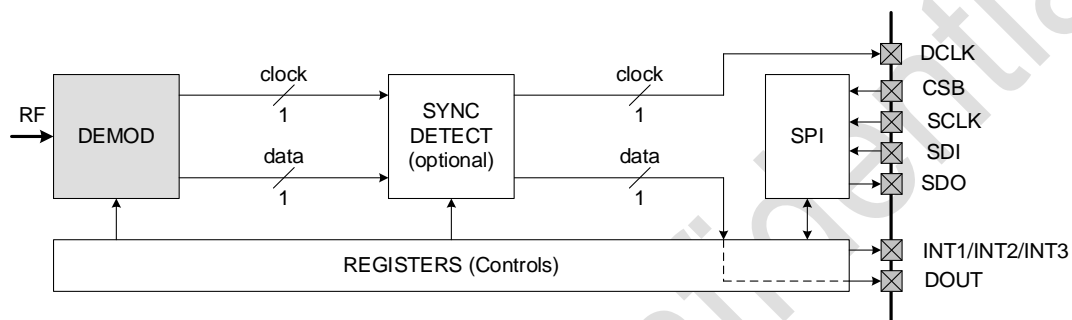 RF
DEMOD
clock
1
data
1
SYNC
DETECT
(optional)
clock
1
data
1
SPI
DCLK
CSB
SCLK
SDI
SDO
REGISTERS (Controls)
INT1/INT2/INT3
DOUT